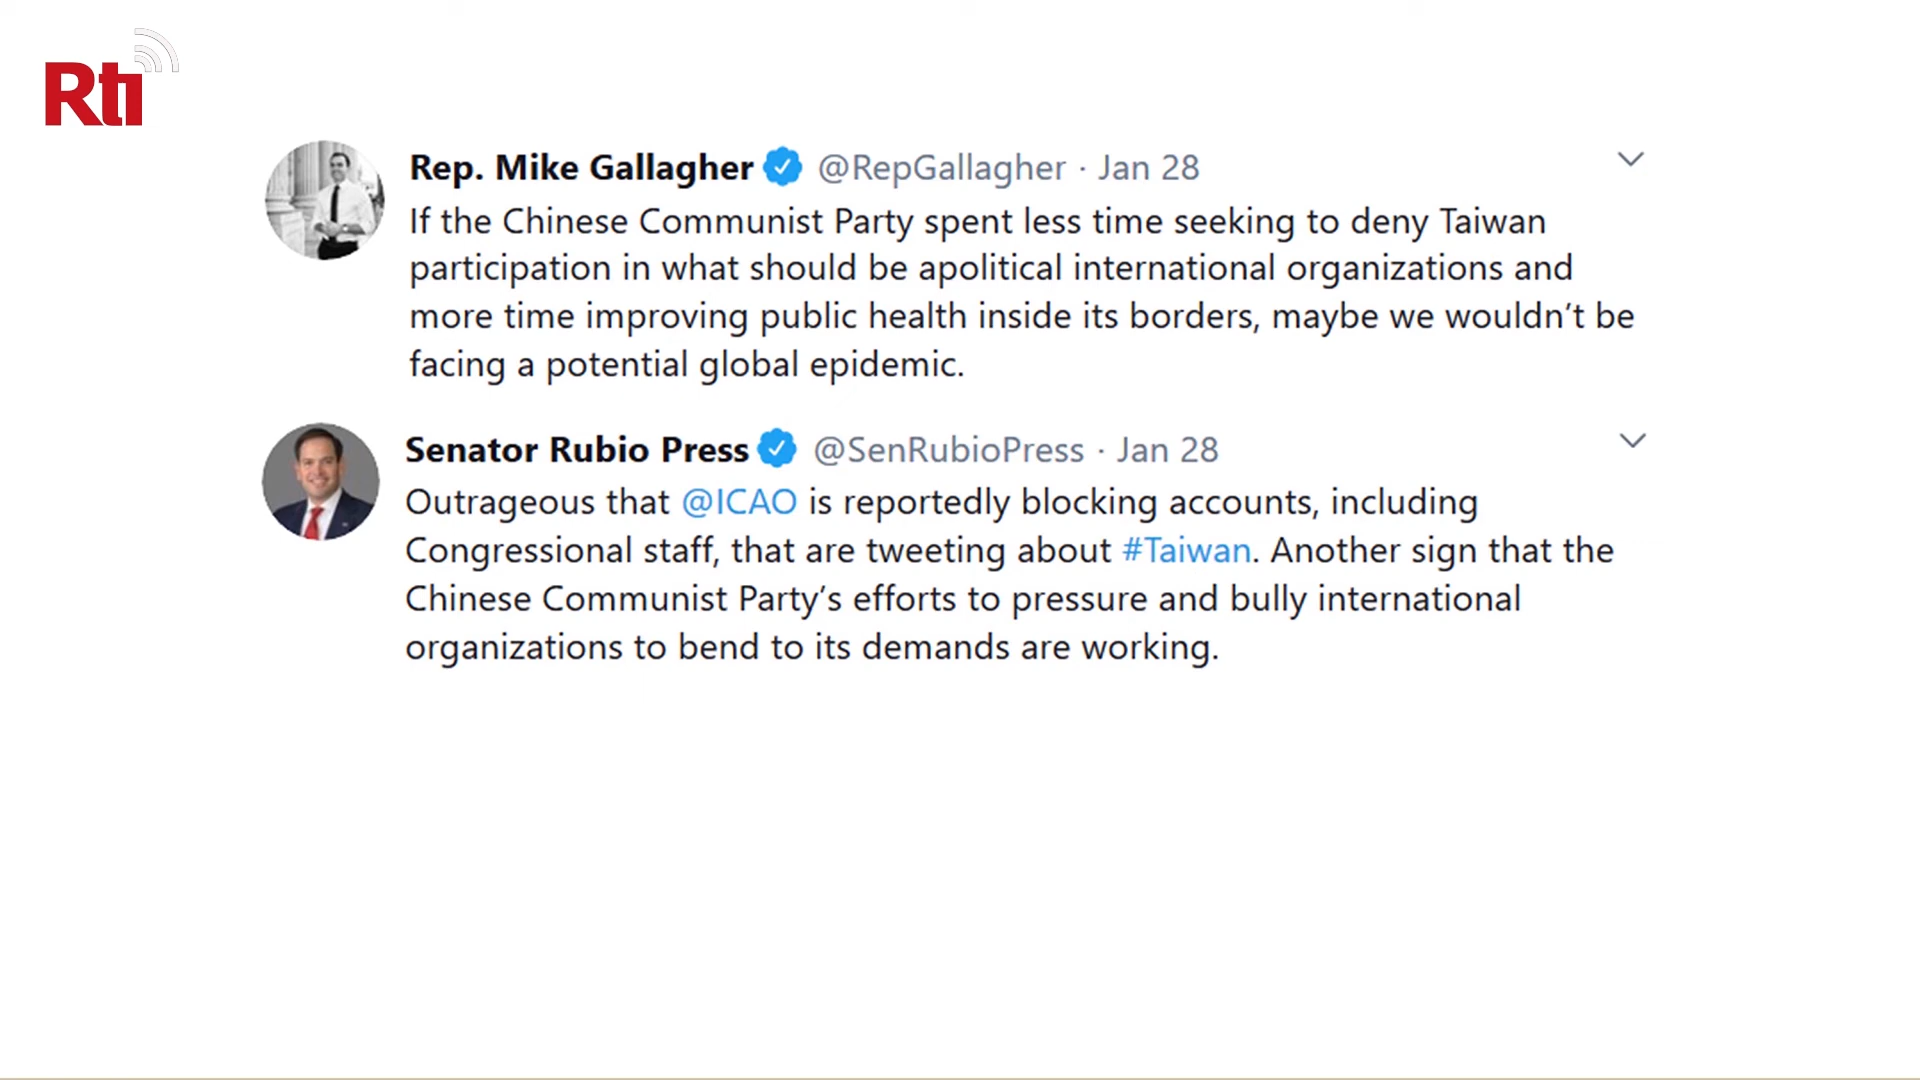 Rti
Rep. Mike Gallagher @RepGallagher · Jan 28
If the Chinese Communist Party spent less time seeking to deny Taiwan
participation in what should be apolitical international organizations and
more time improving public health inside its borders, maybe we wouldn’t be
facing a potential global epidemic.
Senator Rubio Press @SenRubioPress · Jan 28
Outrageous that @ICAO is reportedly blocking accounts, including
Congressional staff, that are tweeting about #Taiwan. Another sign that the
Chinese Communist Party’s efforts to pressure and bully international
organizations to bend to its demands are working.